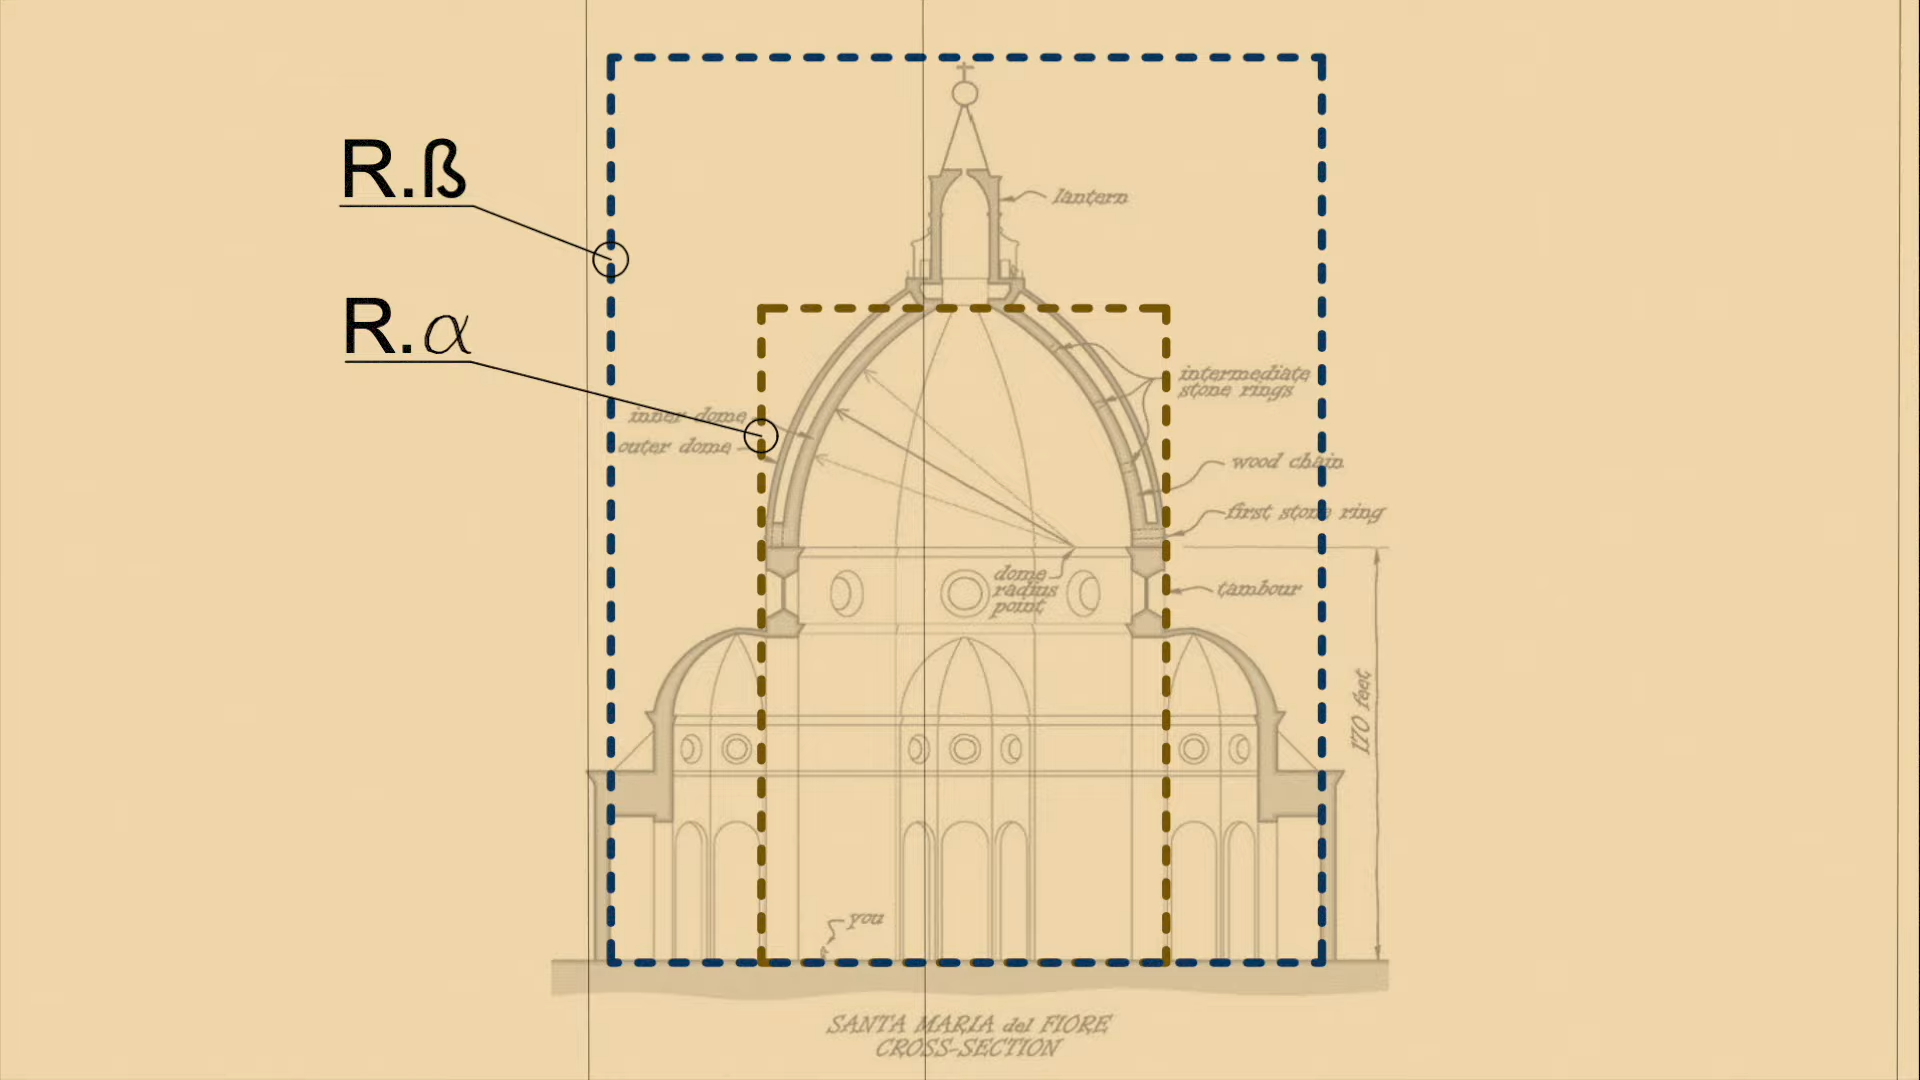 R.ß
R.α
lantern
intermediate
stone rings
inner dome
outer dome
wood chain
first stone ring
dome
radius
point
tambour
170 feet
you
SANTA MARIA del FIORE
CROSS-SECTION